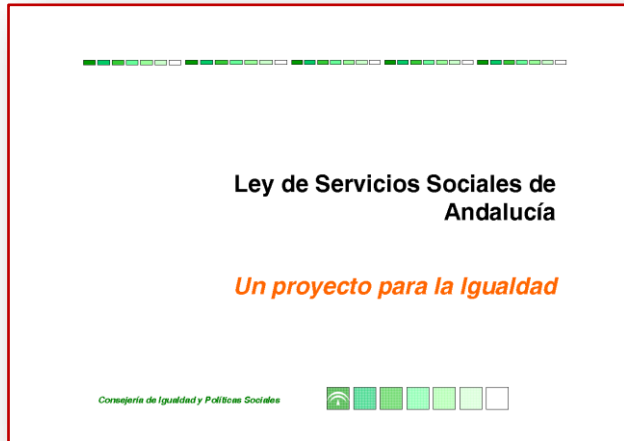 Ley de Servicios Sociales de
Andalucía
Un proyecto para la Igualdad
Consejería de Igualdad y Políticas Sociales